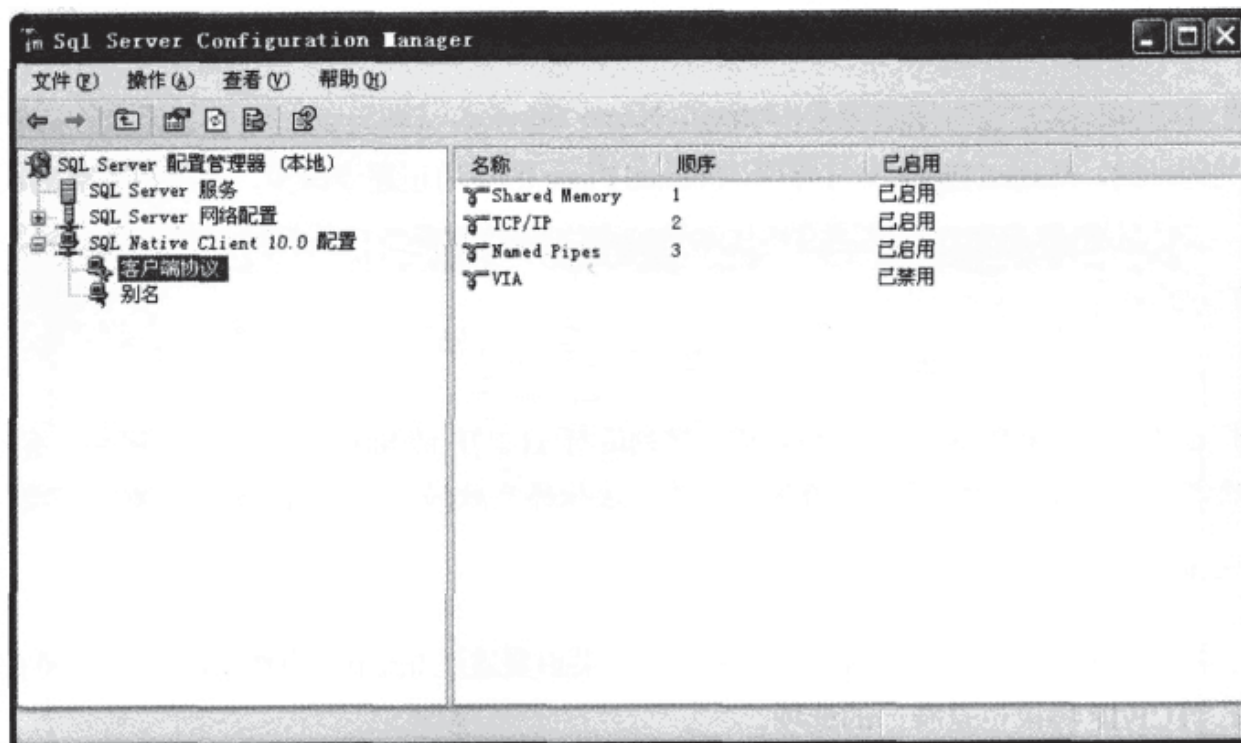 Sql Server Configuration Manager
文件(F) 操作(A) 查看(V) 帮助(H)
SQL Server 配置管理器 (本地)
SQL Server 服务
SQL Server 网络配置
SQL Native Client 10.0 配置
客户端协议
别名
名称 顺序 已启用
Shared Memory 1 已启用
TCP/IP 2 已启用
Named Pipes 3 已启用
VIA 已禁用